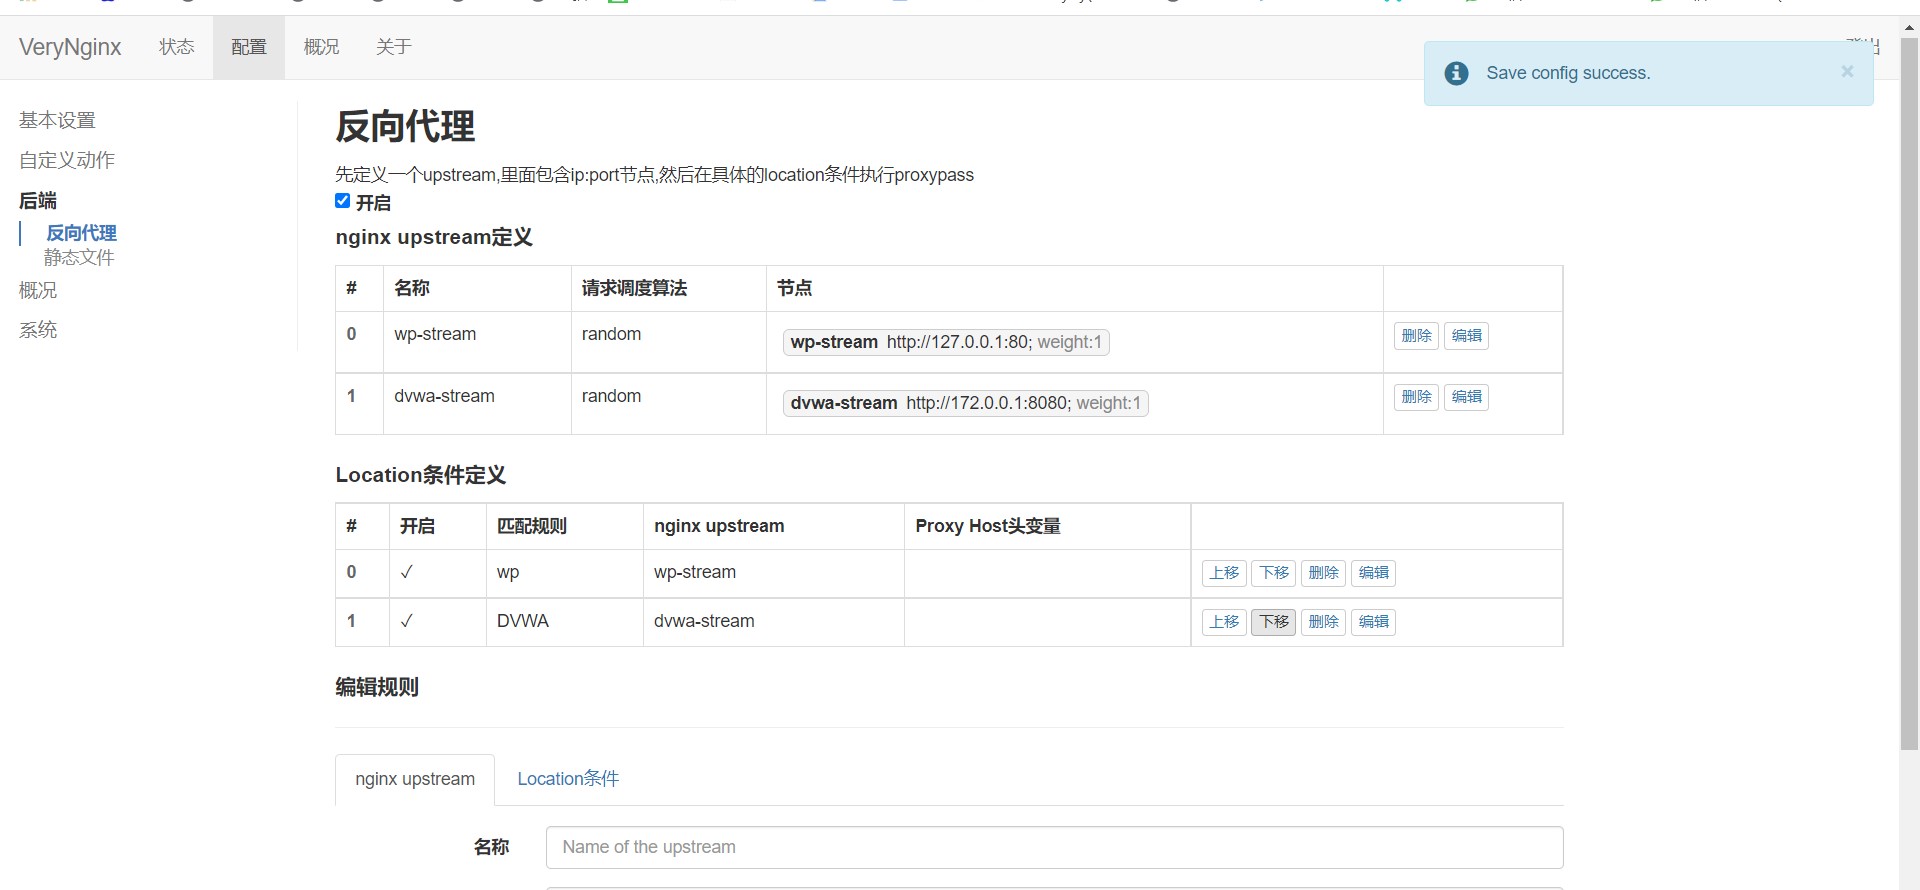 VeryNginx 状态 配置 概况 关于
Save config success. ×
基本设置
自定义动作
后端
反向代理
静态文件
概况
系统
反向代理
先定义一个upstream,里面包含ip:port节点,然后在具体的location条件执行proxypass
开启
nginx upstream定义
# 名称 请求调度算法 节点
0 wp-stream random wp-stream http://127.0.0.1:80; weight:1 删除 编辑
1 dvwa-stream random dvwa-stream http://172.0.0.1:8080; weight:1 删除 编辑
Location条件定义
# 开启 匹配规则 nginx upstream Proxy Host头变量
0 ✓ wp wp-stream 上移 下移 删除 编辑
1 ✓ DVWA dvwa-stream 上移 下移 删除 编辑
编辑规则
nginx upstream Location条件
名称 Name of the upstream